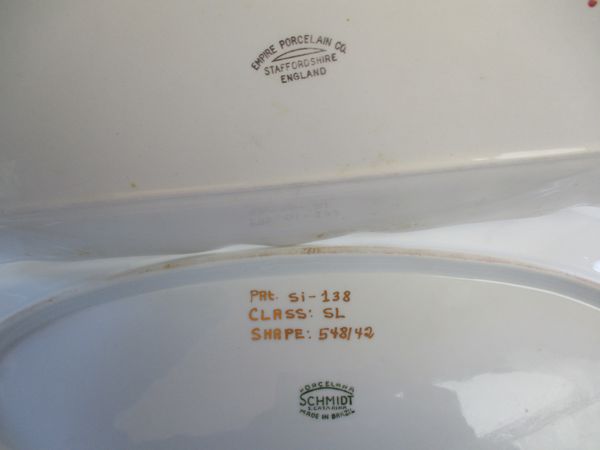 EMPIRE PORCELAIN CO.
STAFFORDSHIRE
ENGLAND
PAt. Si-138
CLASS: SL
SHAPE: 548/42
PORCELANA
SCHMIDT
S. CATARINA
MADE IN BRAZIL